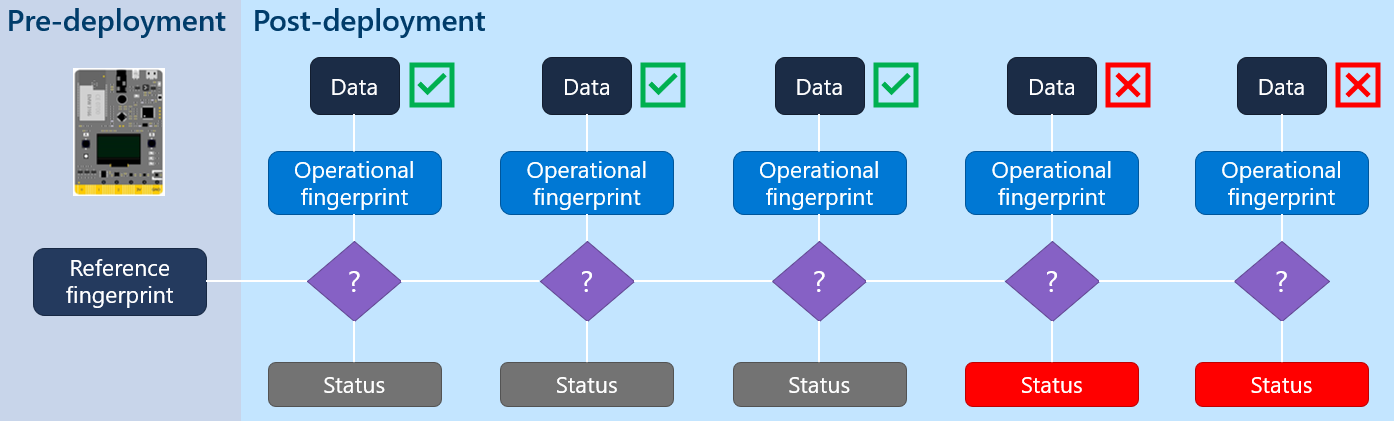 Pre-deployment
Post-deployment
Data
Data
Data
Data
Data
Operational
fingerprint
Operational
fingerprint
Operational
fingerprint
Operational
fingerprint
Operational
fingerprint
Reference
fingerprint
?
?
?
?
?
Status
Status
Status
Status
Status